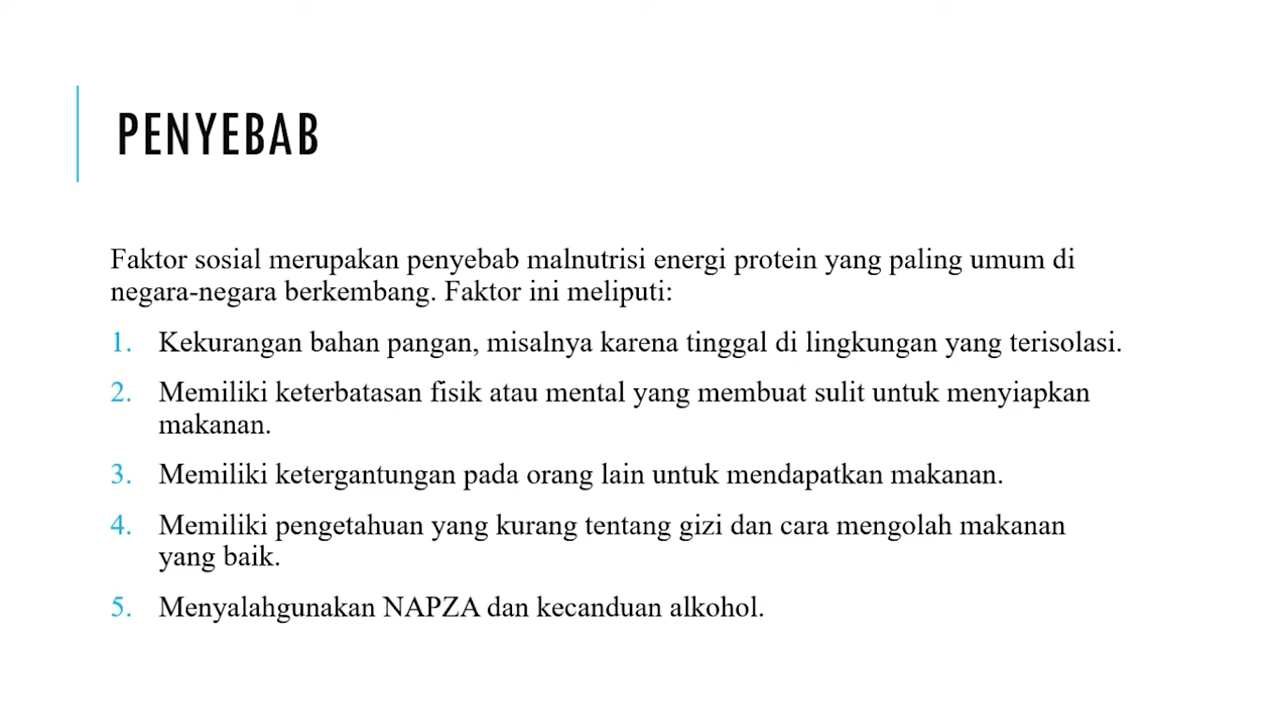 PENYEBAB
Faktor sosial merupakan penyebab malnutrisi energi protein yang paling umum di
negara-negara berkembang. Faktor ini meliputi:
1. Kekurangan bahan pangan, misalnya karena tinggal di lingkungan yang terisolasi.
2. Memiliki keterbatasan fisik atau mental yang membuat sulit untuk menyiapkan
makanan.
3. Memiliki ketergantungan pada orang lain untuk mendapatkan makanan.
4. Memiliki pengetahuan yang kurang tentang gizi dan cara mengolah makanan
yang baik.
5. Menyalahgunakan NAPZA dan kecanduan alkohol.